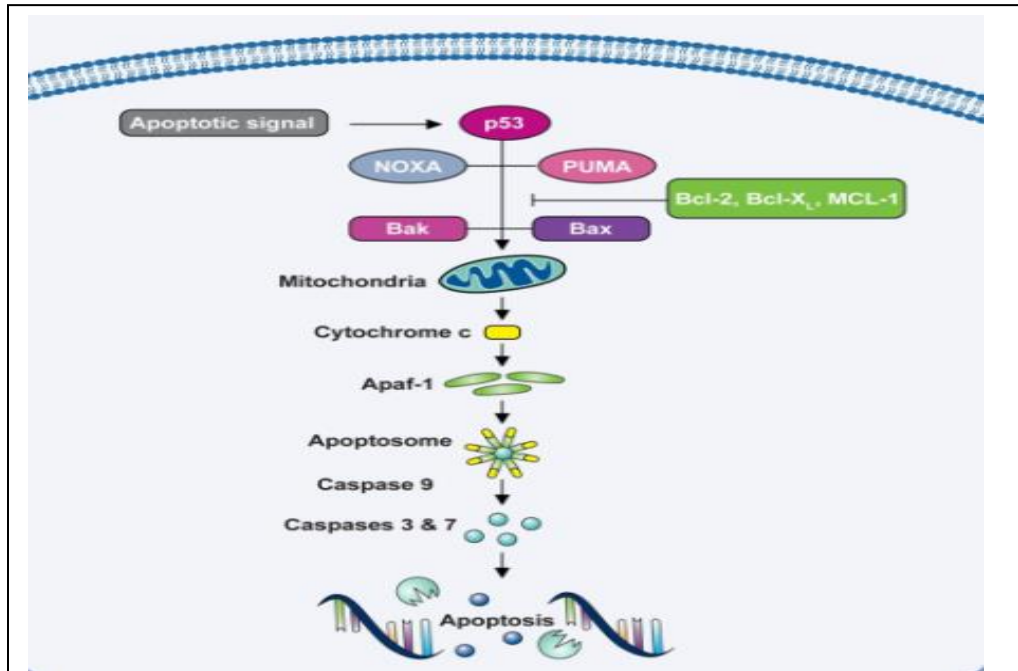 Apoptotic signal
p53
NOXA
PUMA
Bcl-2, Bcl-X_L, MCL-1
Bak
Bax
Mitochondria
Cytochrome c
Apaf-1
Apoptosome
Caspase 9
Caspases 3 & 7
Apoptosis